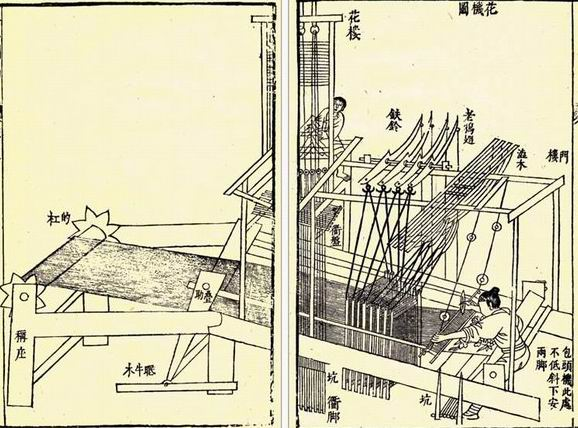 花機圖
門樓
澁木
老鴉翅
鉄鈴
花樓
衢盤
包頭機此處
不低斜下安
兩脚
坑
坑
衢脚
的杠
疊助
眠牛木
稱庄